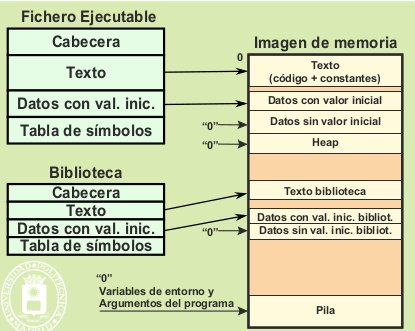 Fichero Ejecutable
Cabecera
Texto
Datos con val. inic.
Tabla de símbolos
Biblioteca
Cabecera
Texto
Datos con val. inic.
Tabla de símbolos
"0"
Variables de entorno y
Argumentos del programa
Imagen de memoria
0
Texto
(código + constantes)
Datos con valor inicial
"0"
Datos sin valor inicial
"0"
Heap
Texto biblioteca
Datos con val. inic. bibliot.
"0"
Datos sin val. inic. bibliot.
Pila